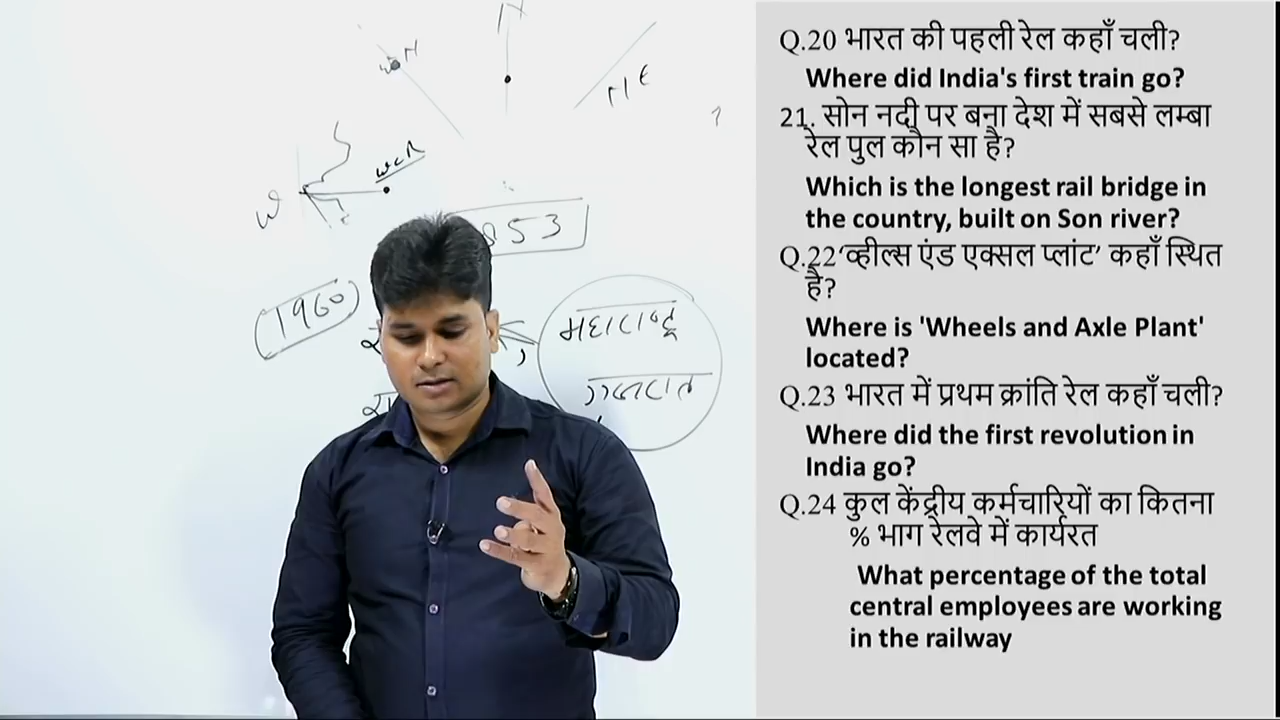 N
WN
NE
?
WCR
W
?
853
1960
महाराष्ट्र
,
गुजरात
Q.20 भारत की पहली रेल कहाँ चली?
Where did India's first train go?
21. सोन नदी पर बना देश में सबसे लम्बा
रेल पुल कौन सा है?
Which is the longest rail bridge in
the country, built on Son river?
Q.22‘व्हील्स एंड एक्सल प्लांट’ कहाँ स्थित
है?
Where is 'Wheels and Axle Plant'
located?
Q.23 भारत में प्रथम क्रांति रेल कहाँ चली?
Where did the first revolution in
India go?
Q.24 कुल केंद्रीय कर्मचारियों का कितना
% भाग रेलवे में कार्यरत
What percentage of the total
central employees are working
in the railway